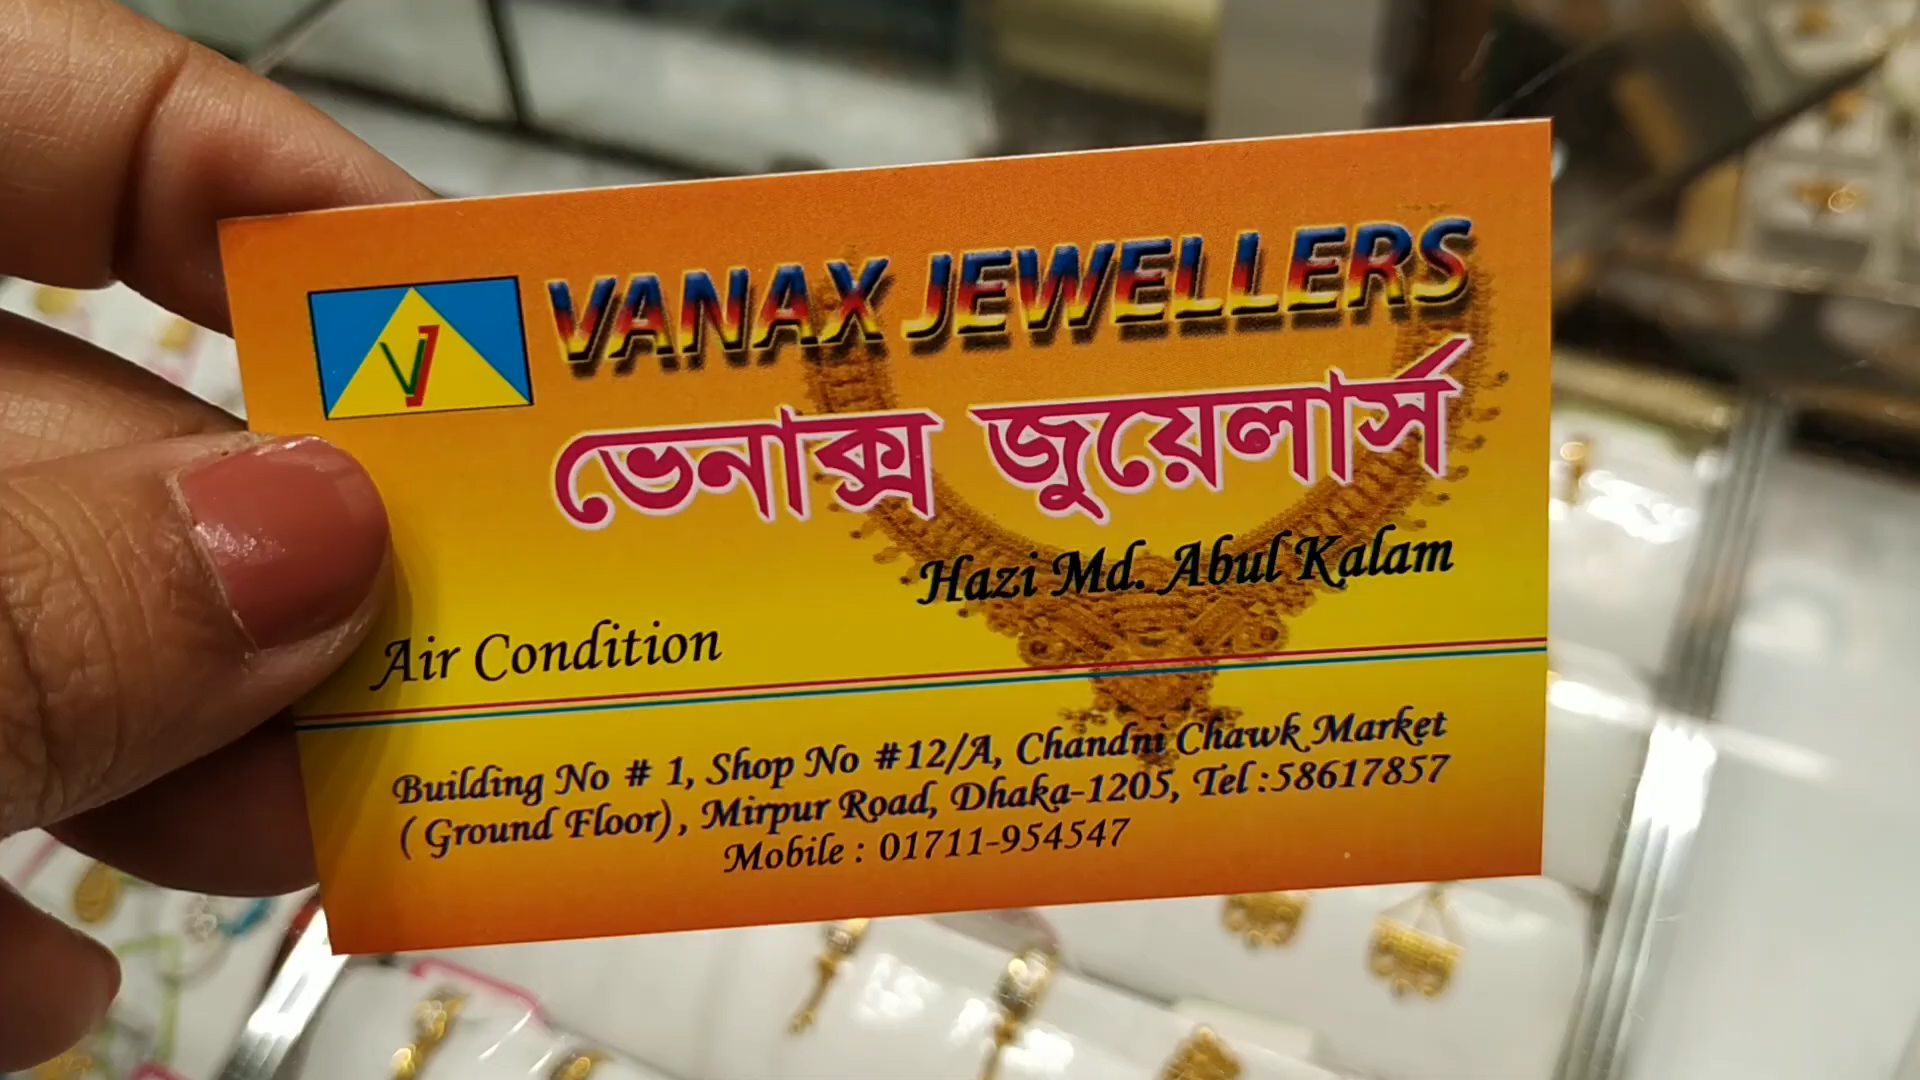 VJ
VANAX JEWELLERS
ভেনাক্স জুয়েলার্স
Hazi Md. Abul Kalam
Air Condition
Building No # 1, Shop No #12/A, Chandni Chawk Market
( Ground Floor), Mirpur Road, Dhaka-1205, Tel :58617857
Mobile : 01711-954547